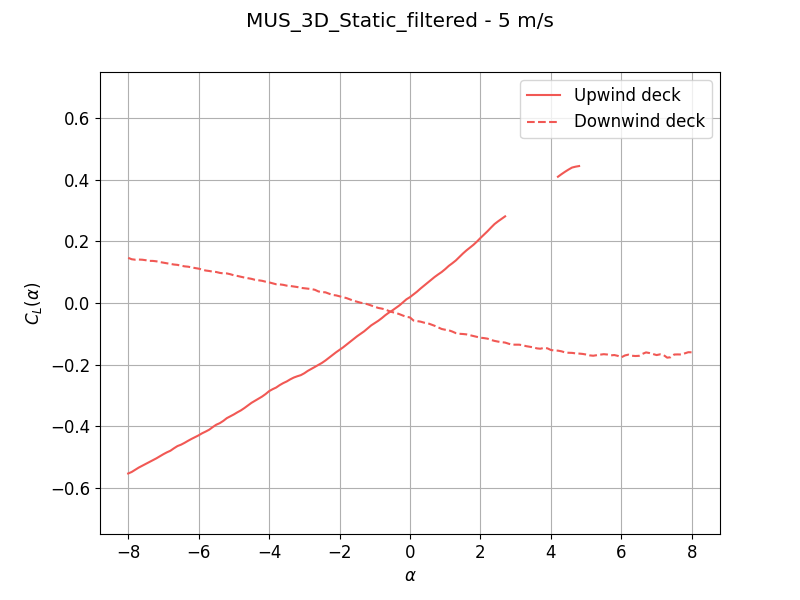 MUS_3D_Static_filtered - 5 m/s
Upwind deck
Downwind deck
0.6
0.4
0.2
0.0
−0.2
−0.4
−0.6
C_L(α)
−8 −6 −4 −2 0 2 4 6 8
α